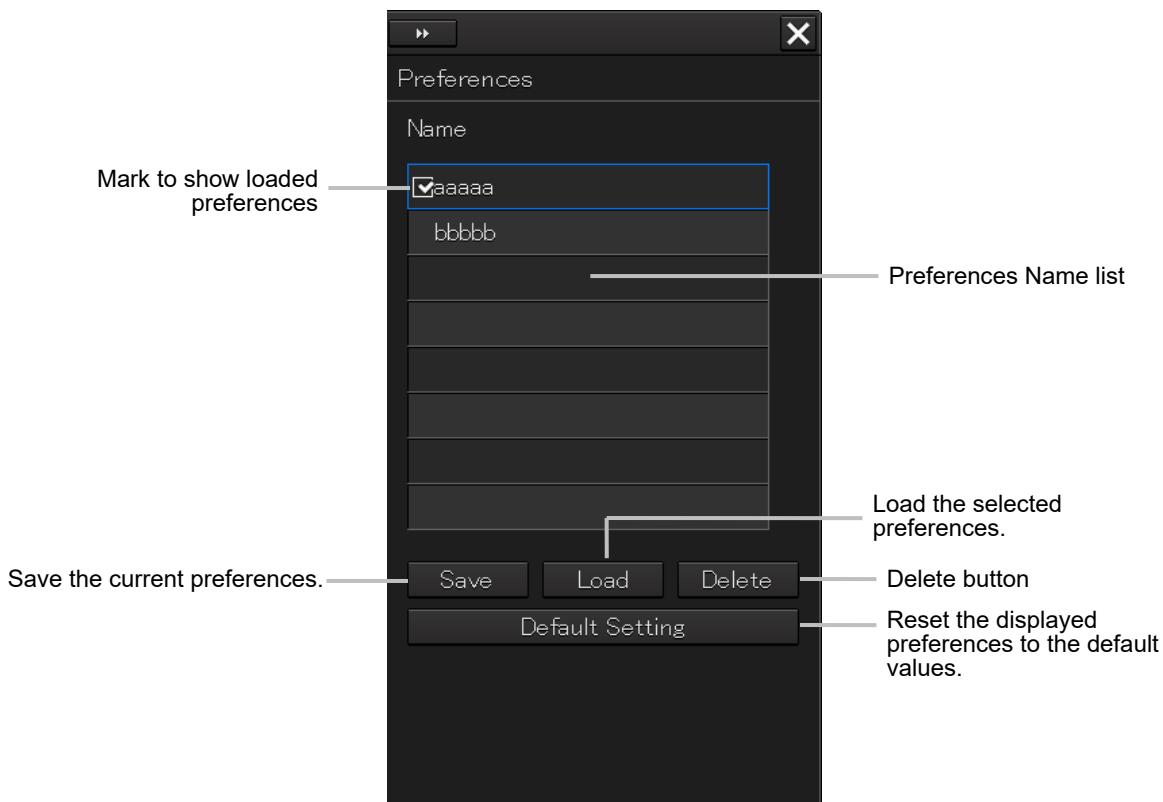 Preferences
Name
Mark to show loaded
preferences
aaaaa
bbbbb
Preferences Name list
Load the selected
preferences.
Save the current preferences.
Save
Load
Delete
Delete button
Default Setting
Reset the displayed
preferences to the default
values.